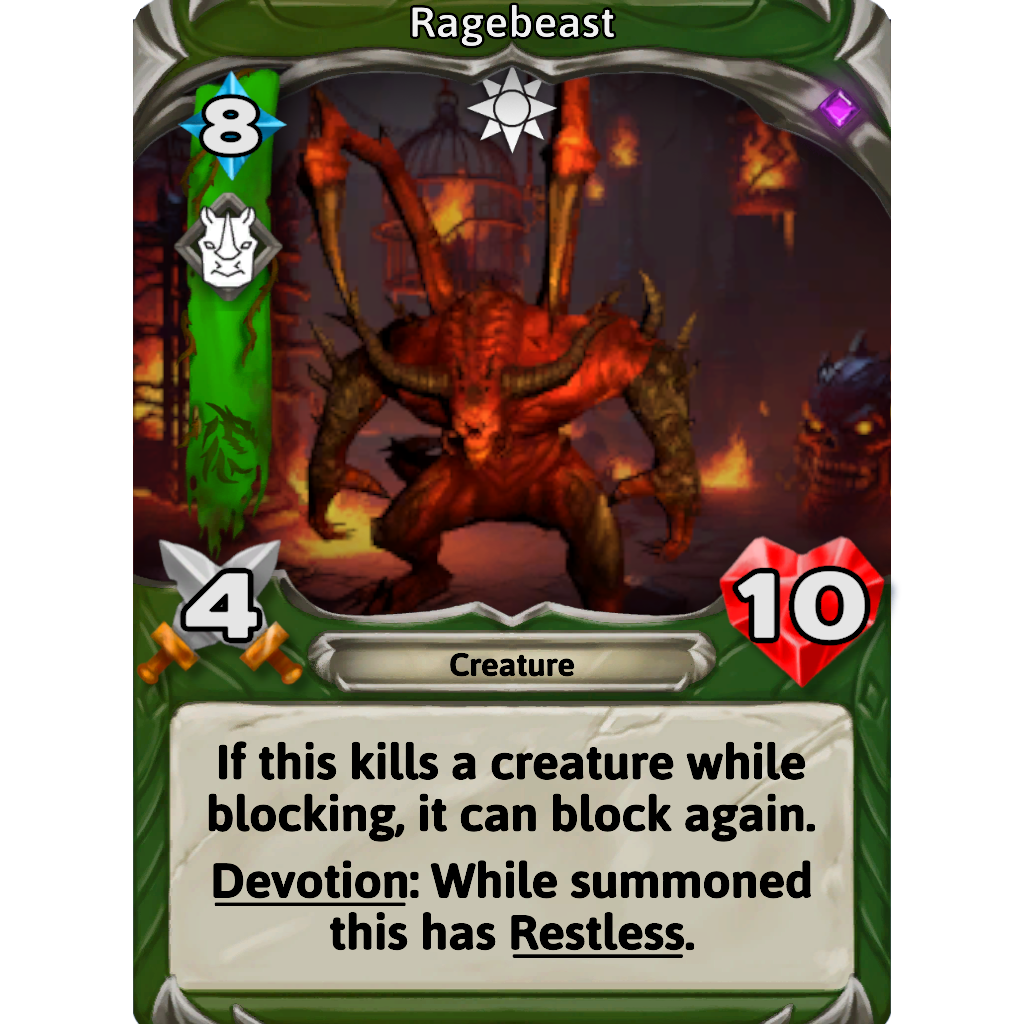 Ragebeast
8
4
10
Creature
If this kills a creature while
blocking, it can block again.
Devotion: While summoned
this has Restless.